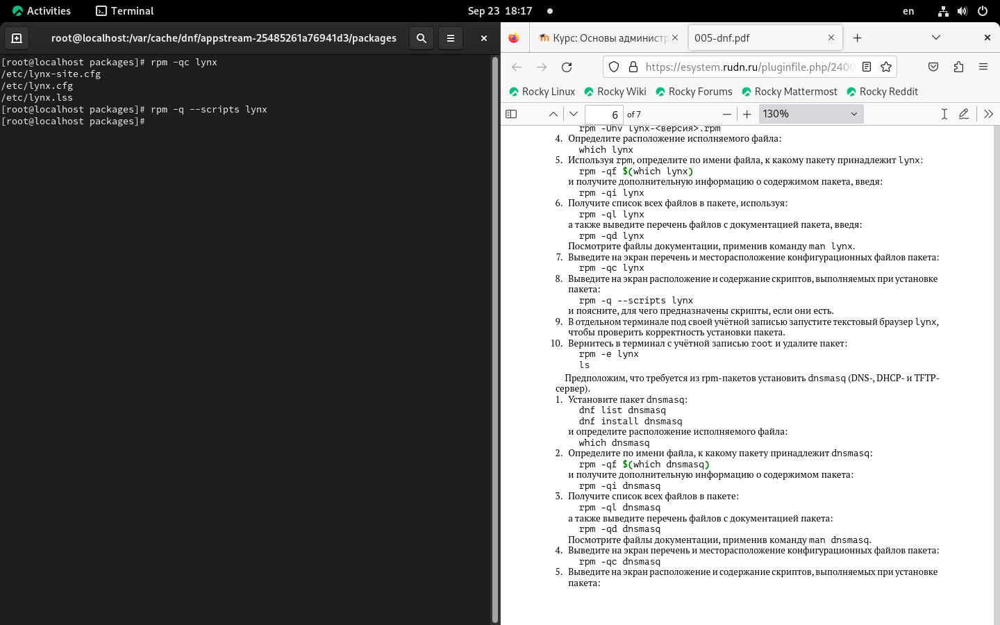 Activities
Terminal
Sep 23 18:17
en
root@localhost:/var/cache/dnf/appstream-25485261a76941d3/packages
[root@localhost packages]# rpm -qc lynx
/etc/lynx-site.cfg
/etc/lynx.cfg
/etc/lynx.lss
[root@localhost packages]# rpm -q --scripts lynx
[root@localhost packages]#
Курс: Основы администр
005-dnf.pdf
https://esystem.rudn.ru/pluginfile.php/2400
Rocky Linux
Rocky Wiki
Rocky Forums
Rocky Mattermost
Rocky Reddit
6 of 7
130%
rpm -Uhv lynx-<версия>.rpm
4. Определите расположение исполняемого файла:
which lynx
5. Используя rpm, определите по имени файла, к какому пакету принадлежит lynx:
rpm -qf $(which lynx)
и получите дополнительную информацию о содержимом пакета, введя:
rpm -qi lynx
6. Получите список всех файлов в пакете, используя:
rpm -ql lynx
а также выведите перечень файлов с документацией пакета, введя:
rpm -qd lynx
Посмотрите файлы документации, применив команду man lynx.
7. Выведите на экран перечень и месторасположение конфигурационных файлов пакета:
rpm -qc lynx
8. Выведите на экран расположение и содержание скриптов, выполняемых при установке
пакета:
rpm -q --scripts lynx
и поясните, для чего предназначены скрипты, если они есть.
9. В отдельном терминале под своей учётной записью запустите текстовый браузер lynx,
чтобы проверить корректность установки пакета.
10. Вернитесь в терминал с учётной записью root и удалите пакет:
rpm -e lynx
ls
Предположим, что требуется из rpm-пакетов установить dnsmasq (DNS-, DHCP- и TFTP-
сервер).
1. Установите пакет dnsmasq:
dnf list dnsmasq
dnf install dnsmasq
и определите расположение исполняемого файла:
which dnsmasq
2. Определите по имени файла, к какому пакету принадлежит dnsmasq:
rpm -qf $(which dnsmasq)
и получите дополнительную информацию о содержимом пакета:
rpm -qi dnsmasq
3. Получите список всех файлов в пакете:
rpm -ql dnsmasq
а также выведите перечень файлов с документацией пакета:
rpm -qd dnsmasq
Посмотрите файлы документации, применив команду man dnsmasq.
4. Выведите на экран перечень и месторасположение конфигурационных файлов пакета:
rpm -qc dnsmasq
5. Выведите на экран расположение и содержание скриптов, выполняемых при установке
пакета: